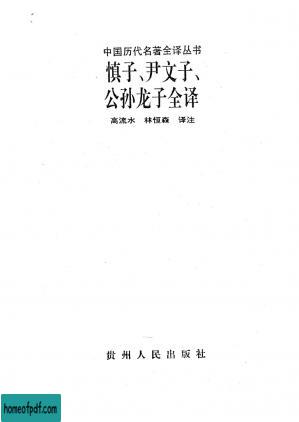 中国历代名著全译丛书
慎子、尹文子、
公孙龙子全译
高流水 林恒森 译注
贵州人民出版社
homeofpdf.com